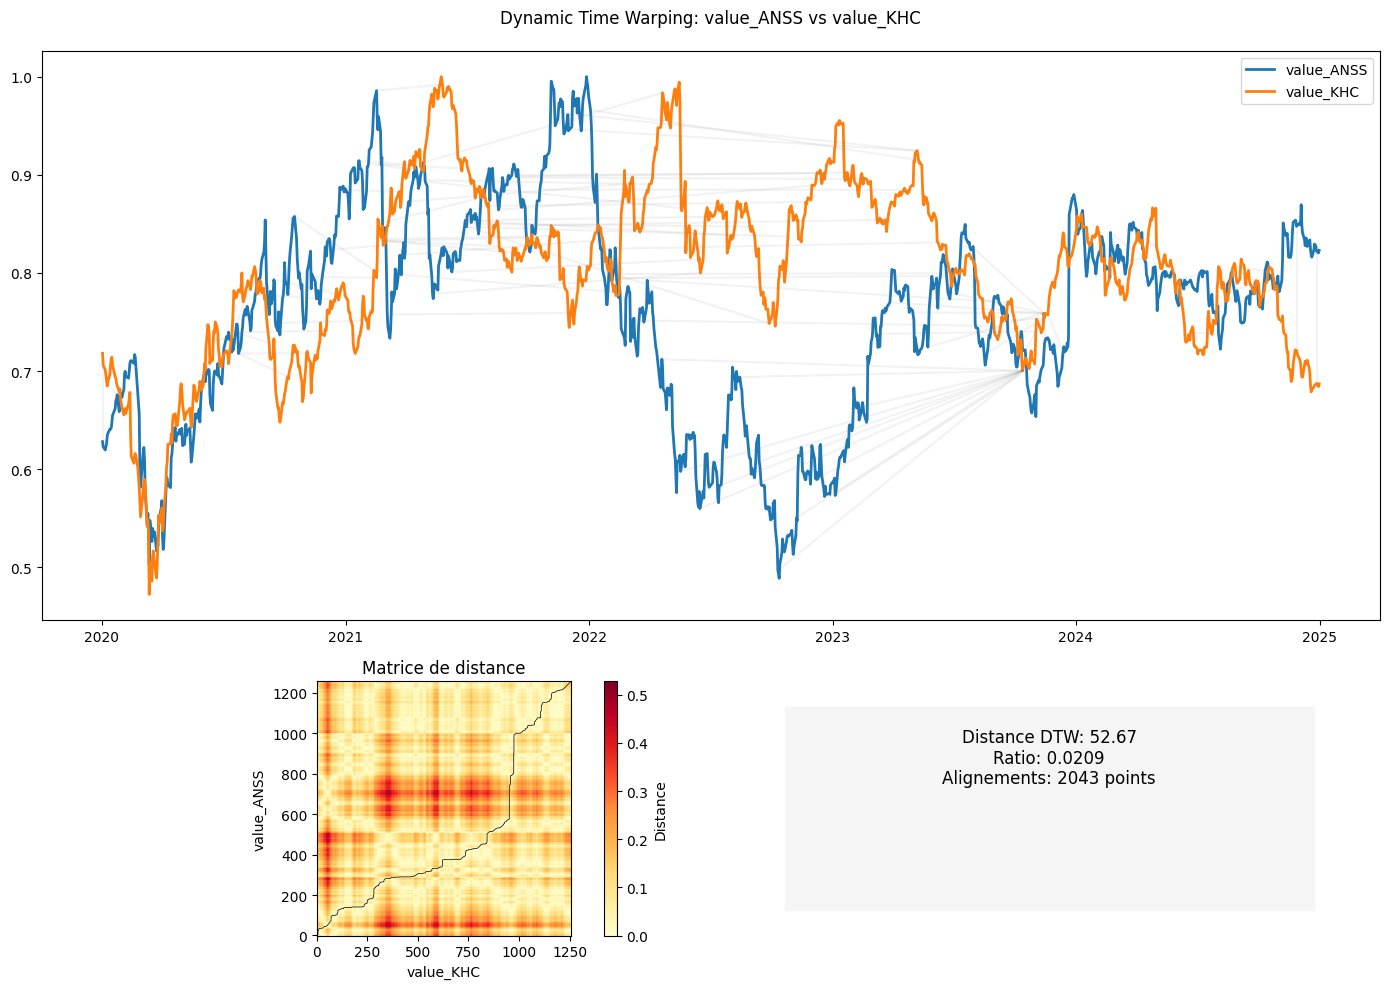 Dynamic Time Warping: value_ANSS vs value_KHC
value_ANSS
value_KHC
1.0
0.9
0.8
0.7
0.6
0.5
2020 2021 2022 2023 2024 2025
Matrice de distance
1200
1000
800
600
400
200
0
value_ANSS
0 250 500 750 1000 1250
value_KHC
0.5
0.4
0.3
0.2
0.1
0.0
Distance
Distance DTW: 52.67
Ratio: 0.0209
Alignements: 2043 points